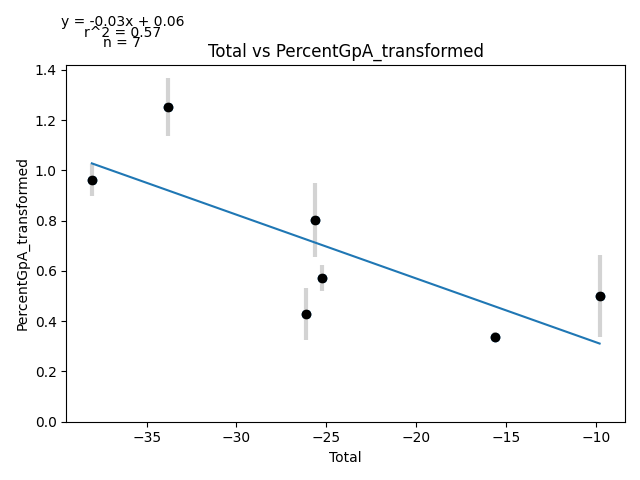 y = -0.03x + 0.06
r^2 = 0.57
n = 7
Total vs PercentGpA_transformed
1.4
1.2
1.0
0.8
0.6
0.4
0.2
0.0
PercentGpA_transformed
−35 −30 −25 −20 −15 −10
Total